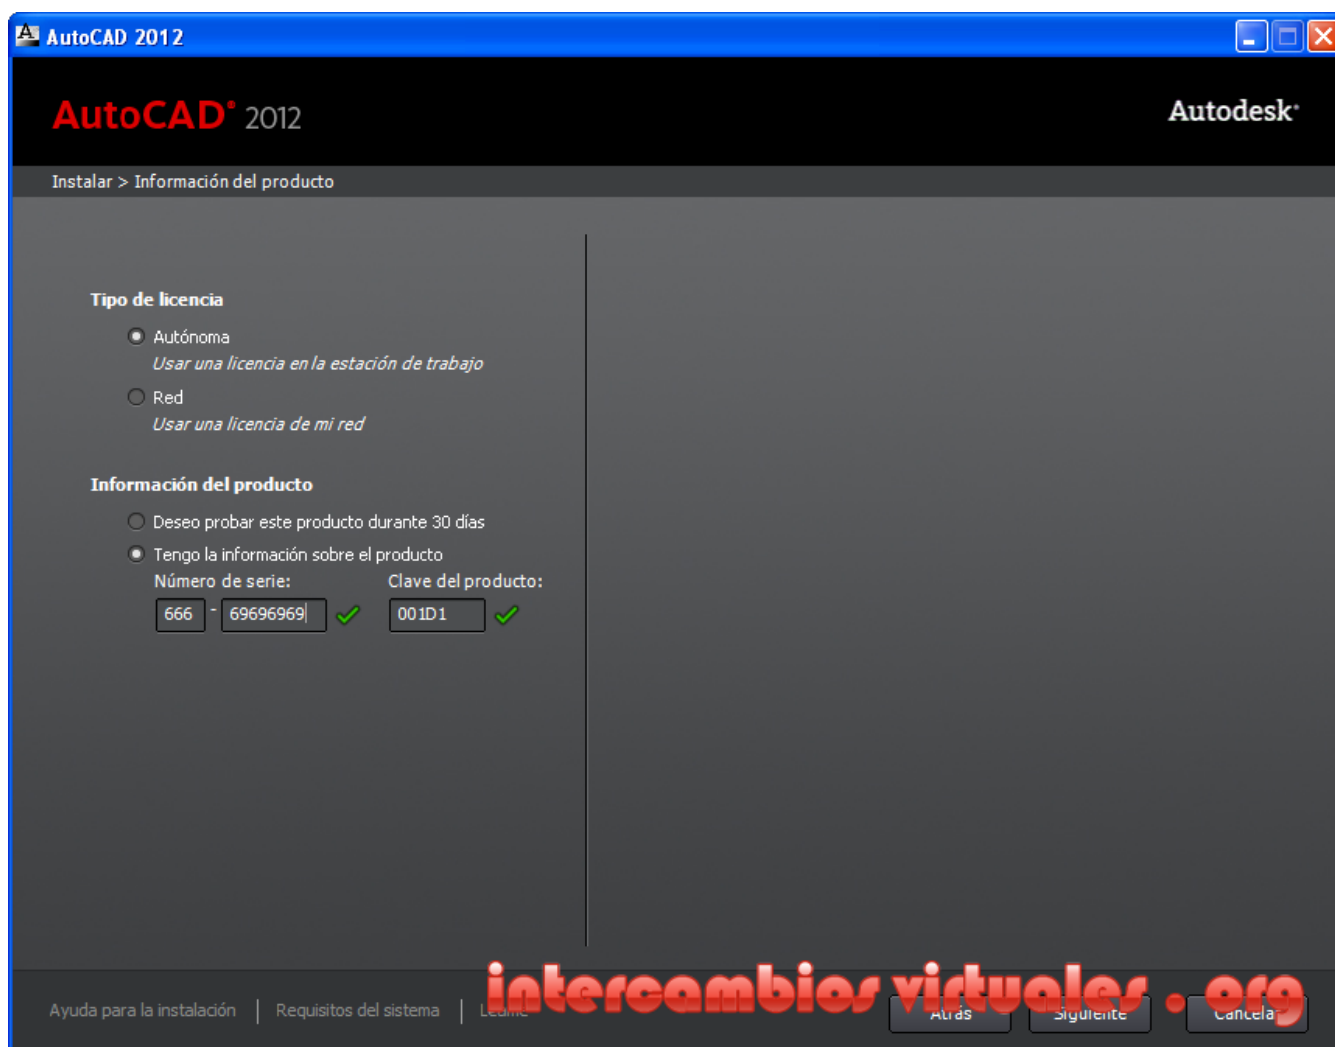 AutoCAD 2012
AutoCAD® 2012
Autodesk®
Instalar > Información del producto
Tipo de licencia
Autónoma
Usar una licencia en la estación de trabajo
Red
Usar una licencia de mi red
Información del producto
Deseo probar este producto durante 30 días
Tengo la información sobre el producto
Número de serie: Clave del producto:
666 - 69696969 001D1
intercambios virtuales . org
Ayuda para la instalación | Requisitos del sistema | Atrás Siguiente Cancelar